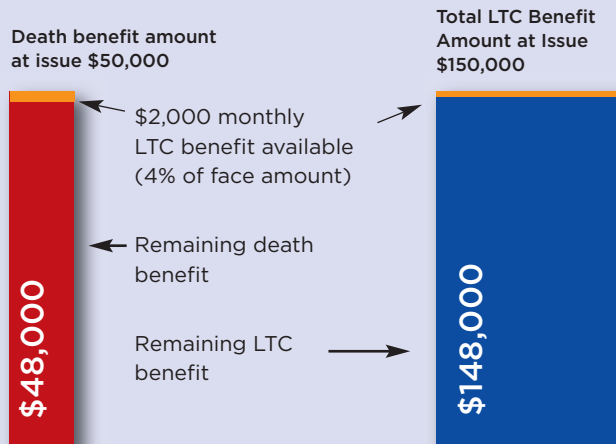 Death benefit amount
at issue $50,000
Total LTC Benefit
Amount at Issue
$150,000
$2,000 monthly
LTC benefit available
(4% of face amount)
Remaining death
benefit
Remaining LTC
benefit
$48,000
$148,000